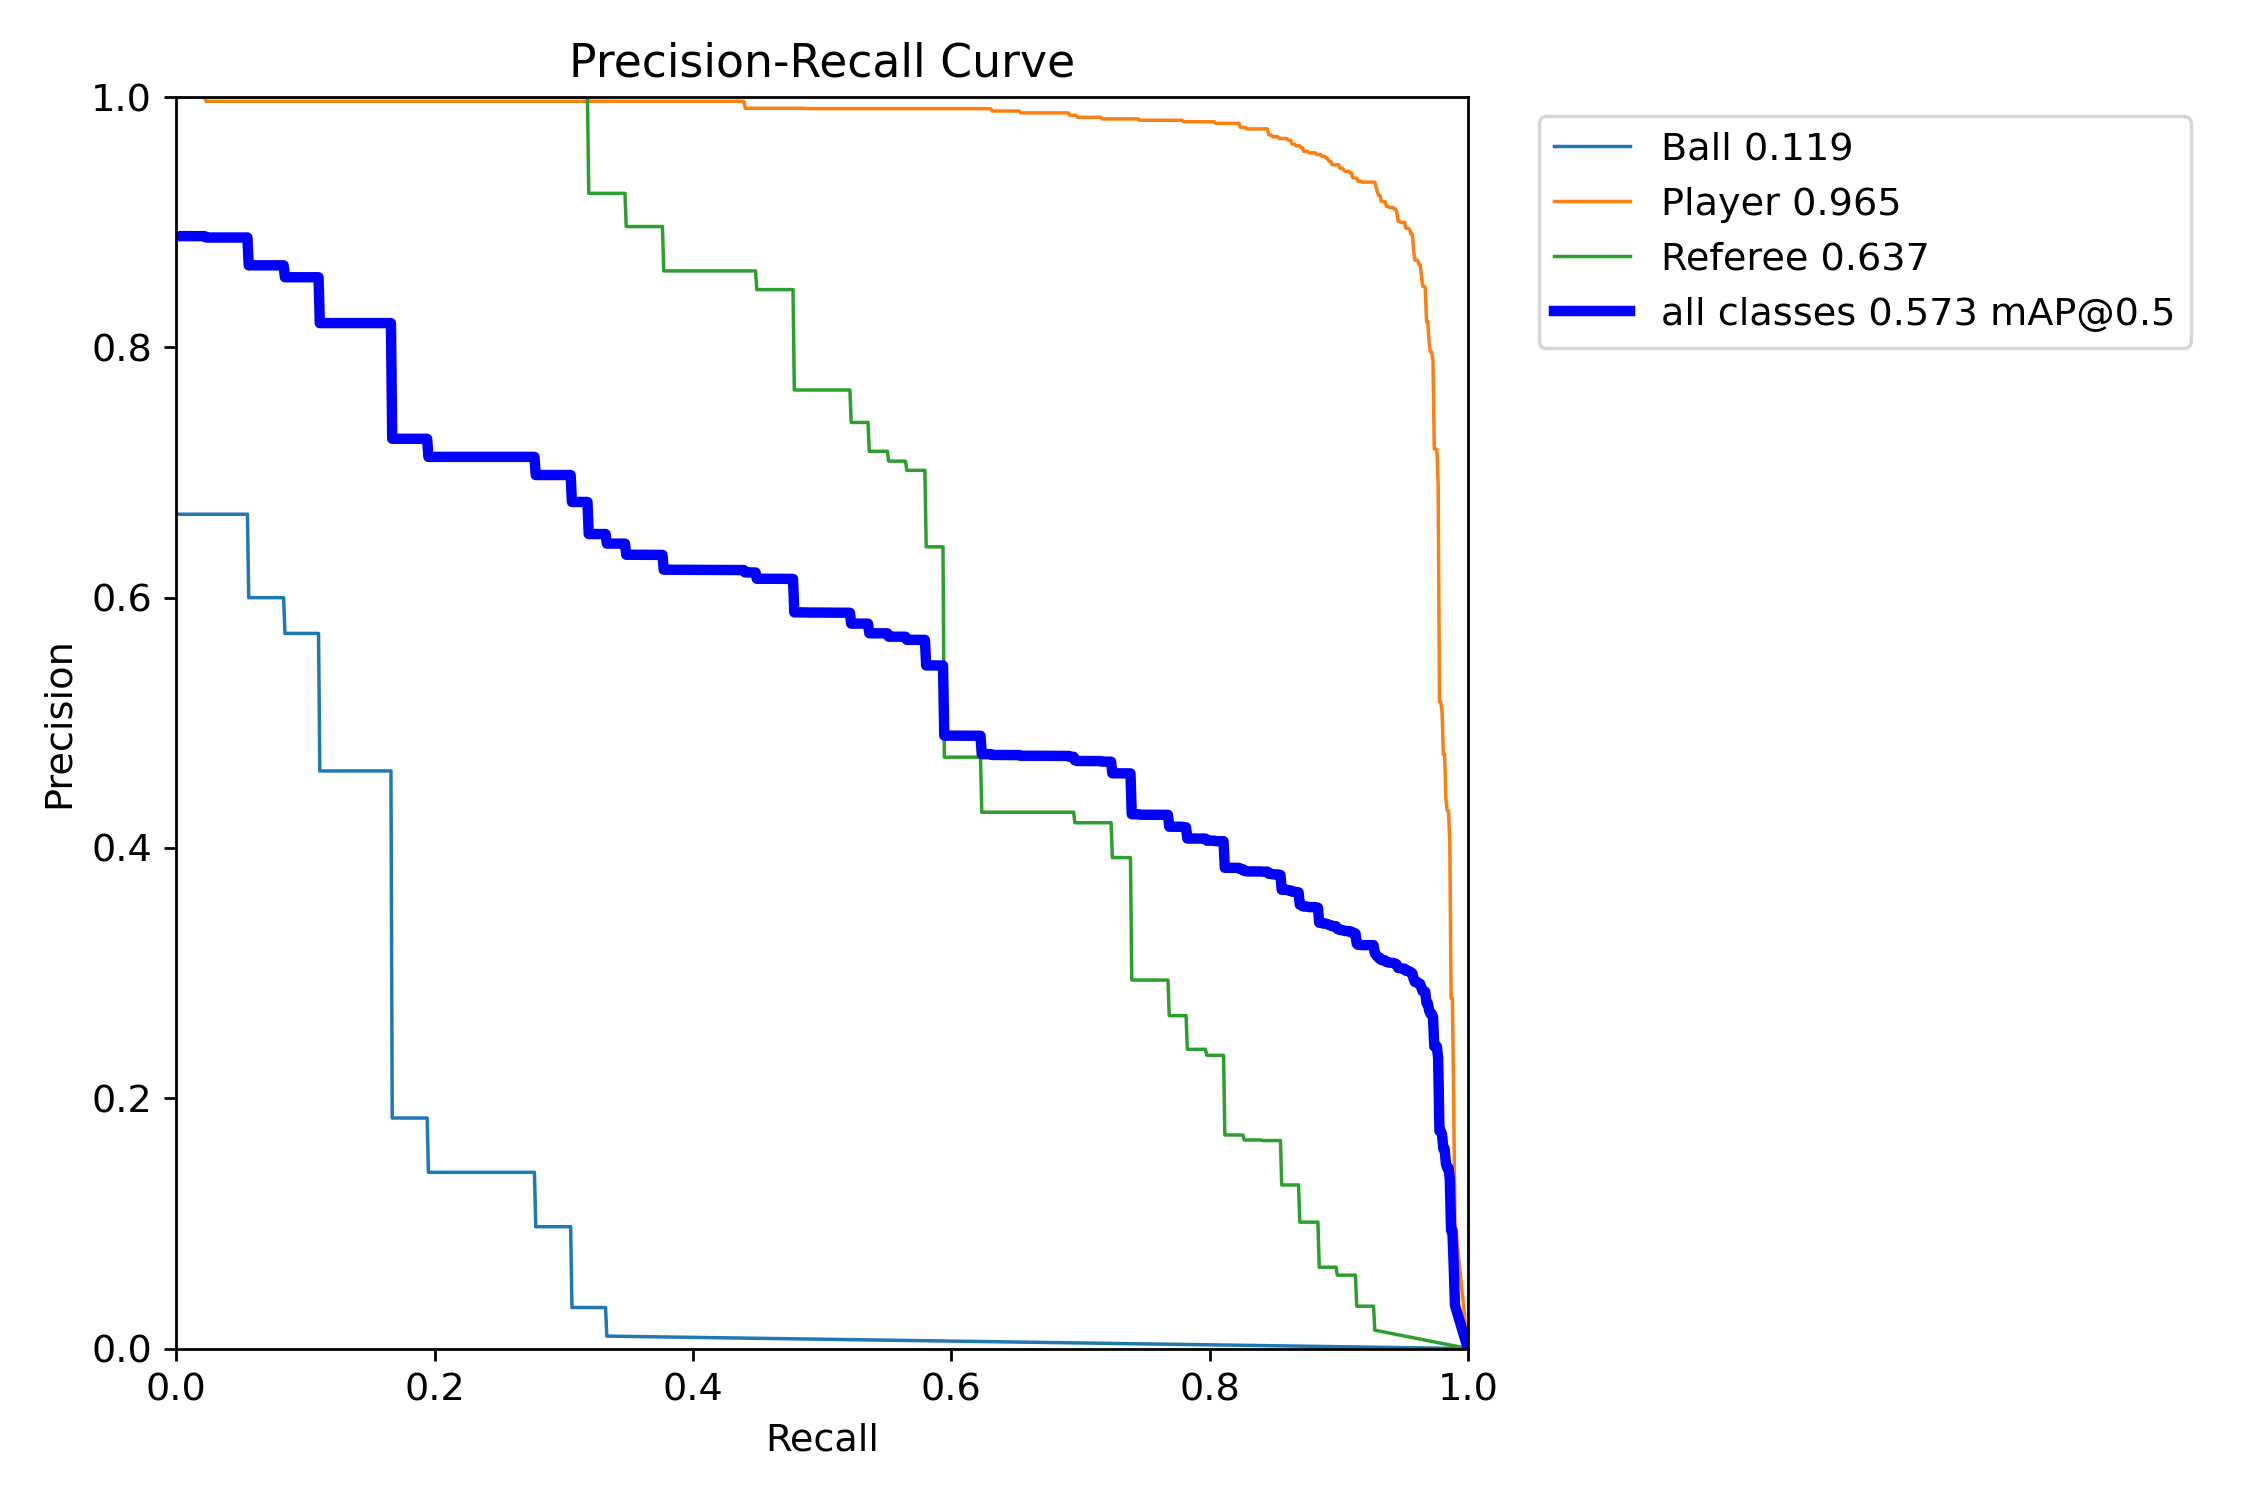 Precision-Recall Curve
1.0
0.8
0.6
0.4
0.2
0.0
Precision
0.0 0.2 0.4 0.6 0.8 1.0
Recall
Ball 0.119
Player 0.965
Referee 0.637
all classes 0.573 mAP@0.5